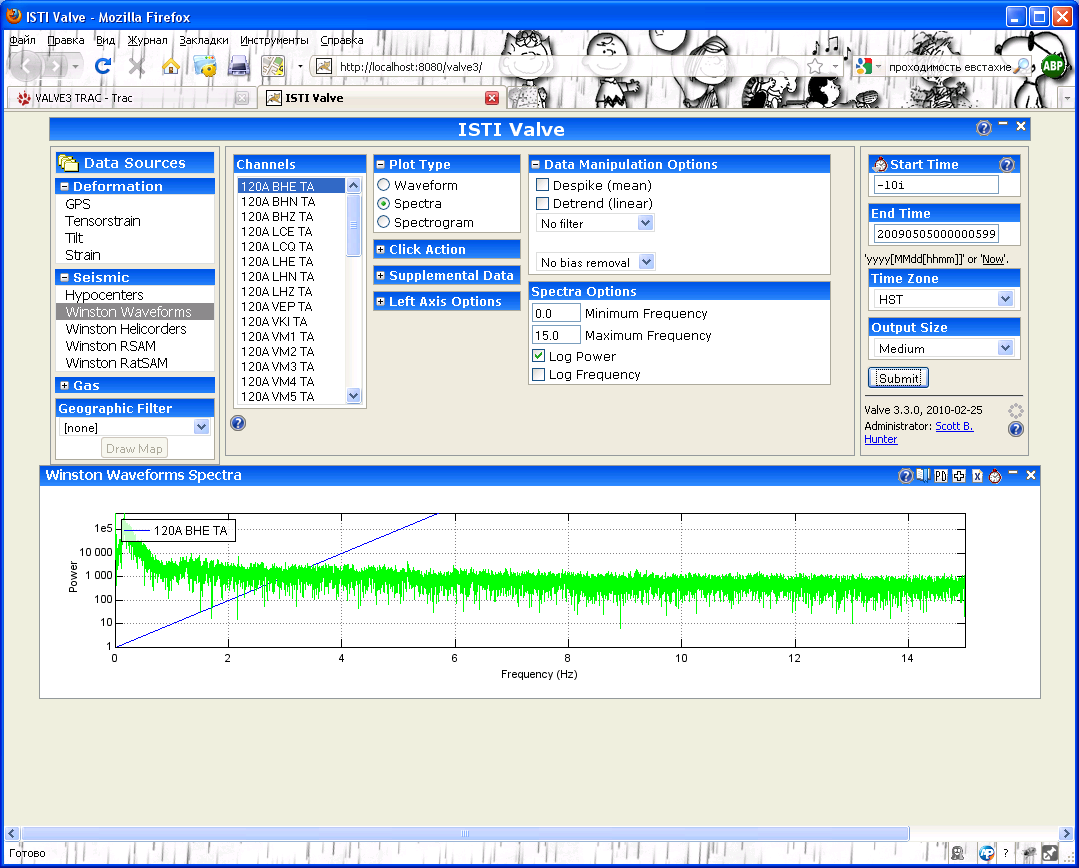 ISTI Valve - Mozilla Firefox
Файл Правка Вид Журнал Закладки Инструменты Справка
http://localhost:8080/valve3/
проходимость евстахие
ABP
VALVE3 TRAC - Trac
ISTI Valve
ISTI Valve
Data Sources
Deformation
GPS
Tensorstrain
Tilt
Strain
Seismic
Hypocenters
Winston Waveforms
Winston Helicorders
Winston RSAM
Winston RatSAM
Gas
Geographic Filter
[none]
Draw Map
Channels
120A BHE TA
120A BHN TA
120A BHZ TA
120A LCE TA
120A LCQ TA
120A LHE TA
120A LHN TA
120A LHZ TA
120A VEP TA
120A VKI TA
120A VM1 TA
120A VM2 TA
120A VM3 TA
120A VM4 TA
120A VM5 TA
Plot Type
Waveform
Spectra
Spectrogram
Click Action
Supplemental Data
Left Axis Options
Data Manipulation Options
Despike (mean)
Detrend (linear)
No filter
No bias removal
Spectra Options
0.0 Minimum Frequency
15.0 Maximum Frequency
Log Power
Log Frequency
Start Time
-10i
End Time
20090505000000599
'yyyy[MMdd[hhmm]]' or 'Now'.
Time Zone
HST
Output Size
Medium
Submit
Valve 3.3.0, 2010-02-25
Administrator: Scott B.
Hunter
Winston Waveforms Spectra
PD
X
120A BHE TA
1e5
10 000
1 000
100
10
1
Power
0 2 4 6 8 10 12 14
Frequency (Hz)
Готово